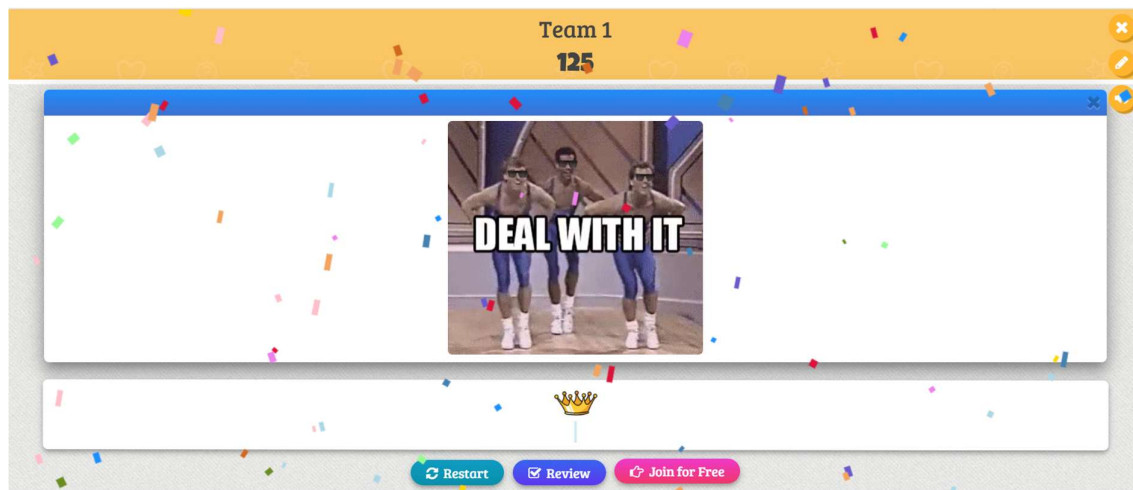 Team 1
125
DEAL WITH IT
Restart
Review
Join for Free